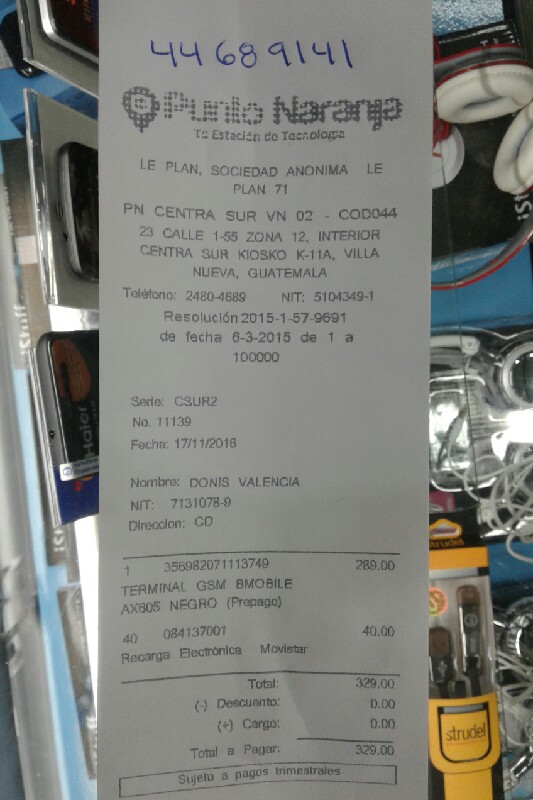 44689141
Punto Naranja
Tu Estación de Tecnología
LE PLAN, SOCIEDAD ANONIMA LE
PLAN 71
PN CENTRA SUR VN 02 - COD044
23 CALLE 1-55 ZONA 12, INTERIOR
CENTRA SUR KIOSKO K-11A, VILLA
NUEVA, GUATEMALA
Teléfono: 2480-4689 NIT: 5104349-1
Resolución 2015-1-57-9691
de fecha 6-3-2015 de 1 a
100000
Serie: CSUR2
No. 11139
Fecha: 17/11/2016
Nombre: DONIS VALENCIA
NIT: 7131078-9
Direccion: CD
1 356982071113749 289.00
TERMINAL GSM BMOBILE
AX605 NEGRO (Prepago)
40 084137001 40.00
Recarga Electrónica Movistar
Total: 329.00
(-) Descuento: 0.00
(+) Cargo: 0.00
Total a Pagar: 329.00
Sujeto a pagos trimestrales
Haier
strudel
strudel